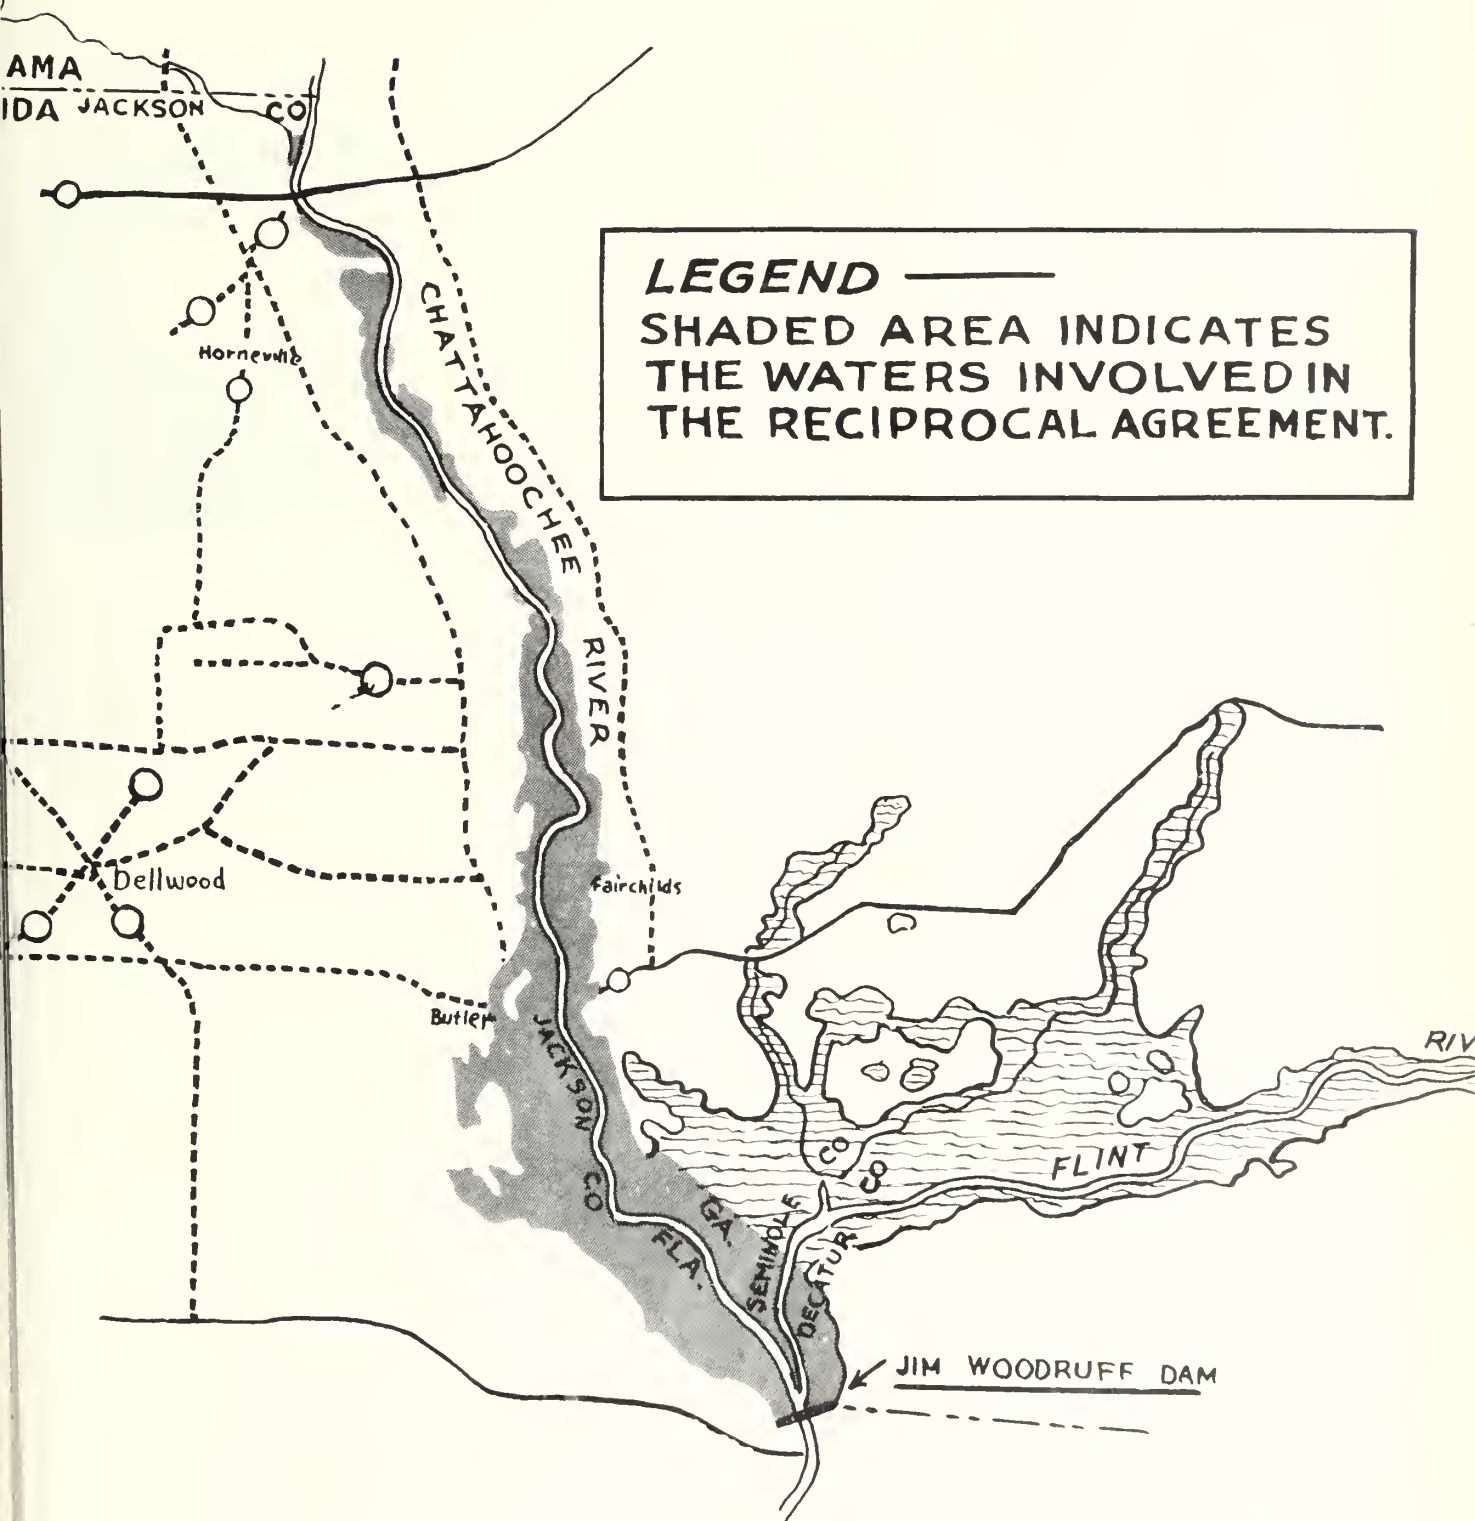 AMA
IDA JACKSON CO
LEGEND
SHADED AREA INDICATES
THE WATERS INVOLVED IN
THE RECIPROCAL AGREEMENT.
CHATTAHOOCHEE
RIVER
Horneville
Dellwood
Fairchilds
Butler
JACKSON
CO
FLA.
GA.
SEMINOLE
CO
DECATUR
CO
FLINT
RIV
JIM WOODRUFF DAM